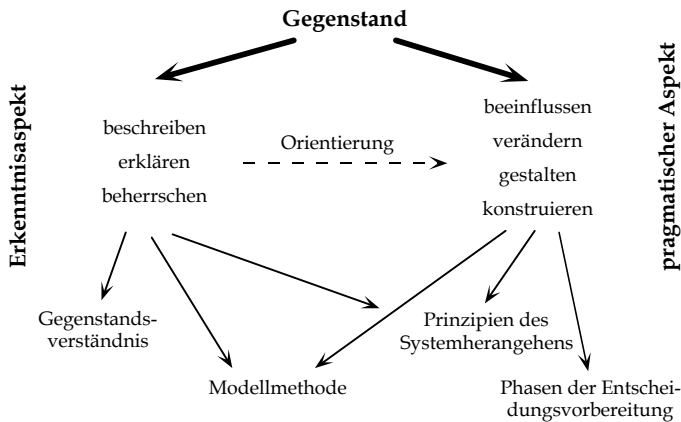 Gegenstand
Erkenntnisaspekt
pragmatischer Aspekt
beschreiben
erklären
beherrschen
Orientierung
beeinflussen
verändern
gestalten
konstruieren
Gegenstands-
verständnis
Modellmethode
Prinzipien des
Systemherangehens
Phasen der Entschei-
dungsvorbereitung